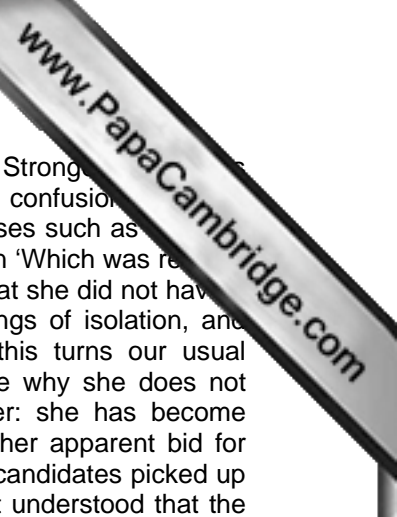 www.PapaCambridge.com
Strong
confusion
ses such as
n 'Which was
at she did not hav
ngs of isolation, and
this turns our usual
e why she does not
er: she has become
her apparent bid for
candidates picked up
t understood that the